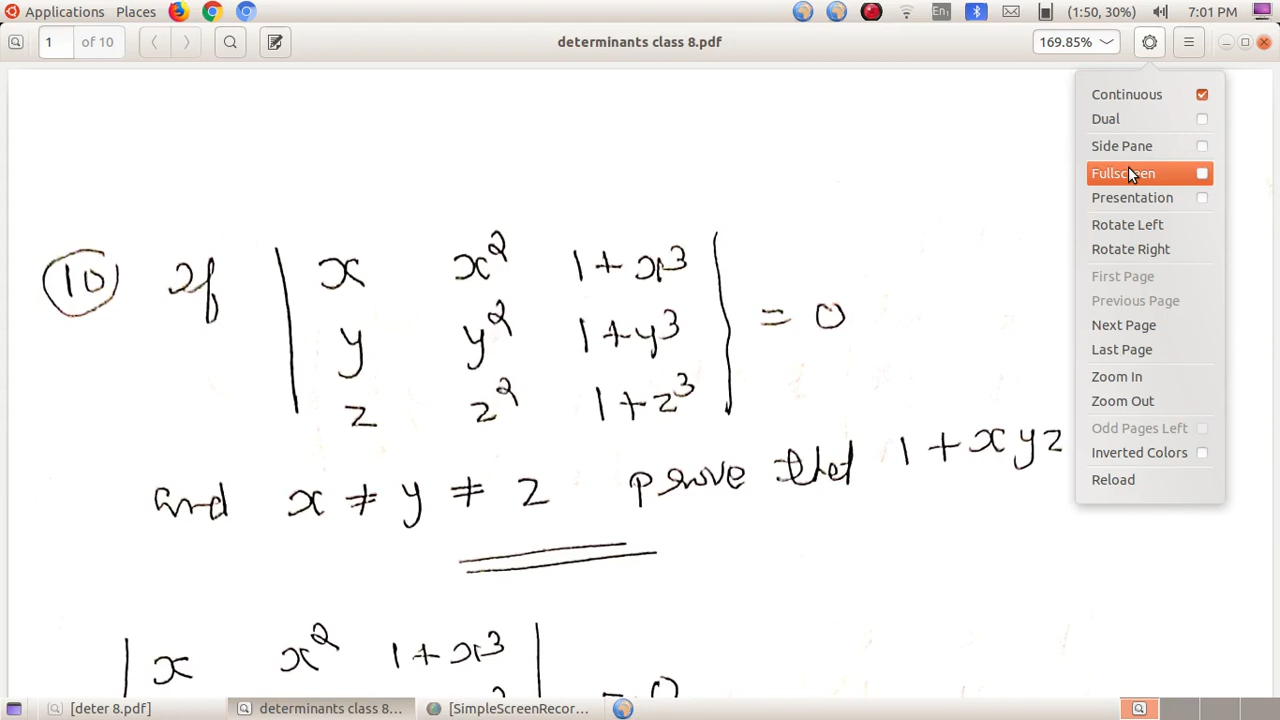 Applications Places En1 (1:50, 30%) 7:01 PM
1 of 10 determinants class 8.pdf 169.85%
Continuous
Dual
Side Pane
Fullscreen
Presentation
Rotate Left
Rotate Right
First Page
Previous Page
Next Page
Last Page
Zoom In
Zoom Out
Odd Pages Left
Inverted Colors
Reload
10 If | x x² 1+x³ |
| y y² 1+y³ | = 0
| z z² 1+z³ |
and x ≠ y ≠ z prove that 1 + xyz
| x x² 1+x³ |
= 0
[deter 8.pdf] determinants class 8... [SimpleScreenRecor...